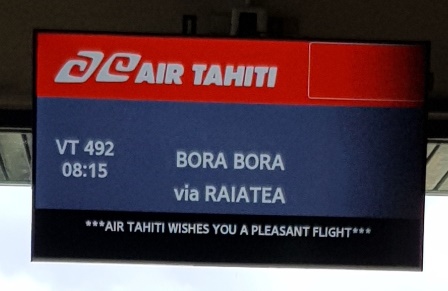 AIR TAHITI
VT 492
08:15
BORA BORA
via RAIATEA
***AIR TAHITI WISHES YOU A PLEASANT FLIGHT***